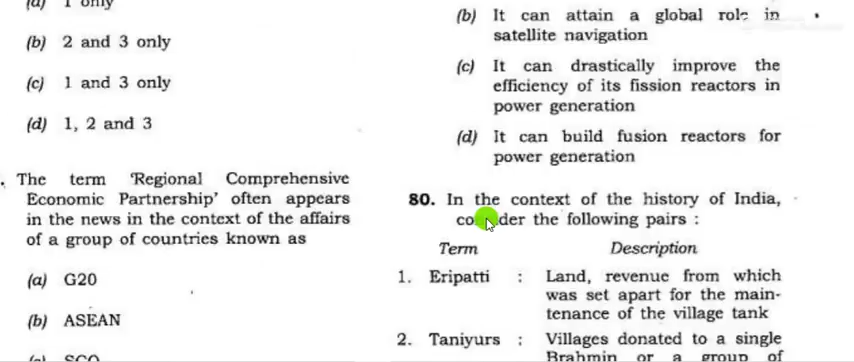 (a) 1 only
(b) 2 and 3 only
(c) 1 and 3 only
(d) 1, 2 and 3
The term 'Regional Comprehensive
Economic Partnership' often appears
in the news in the context of the affairs
of a group of countries known as
(a) G20
(b) ASEAN
(b) It can attain a global role in
satellite navigation
(c) It can drastically improve the
efficiency of its fission reactors in
power generation
(d) It can build fusion reactors for
power generation
80. In the context of the history of India,
the following pairs :
Term Description
1. Eripatti : Land, revenue from which
was set apart for the main-
tenance of the village tank
2. Taniyurs : Villages donated to a single
Brahmin or a group of